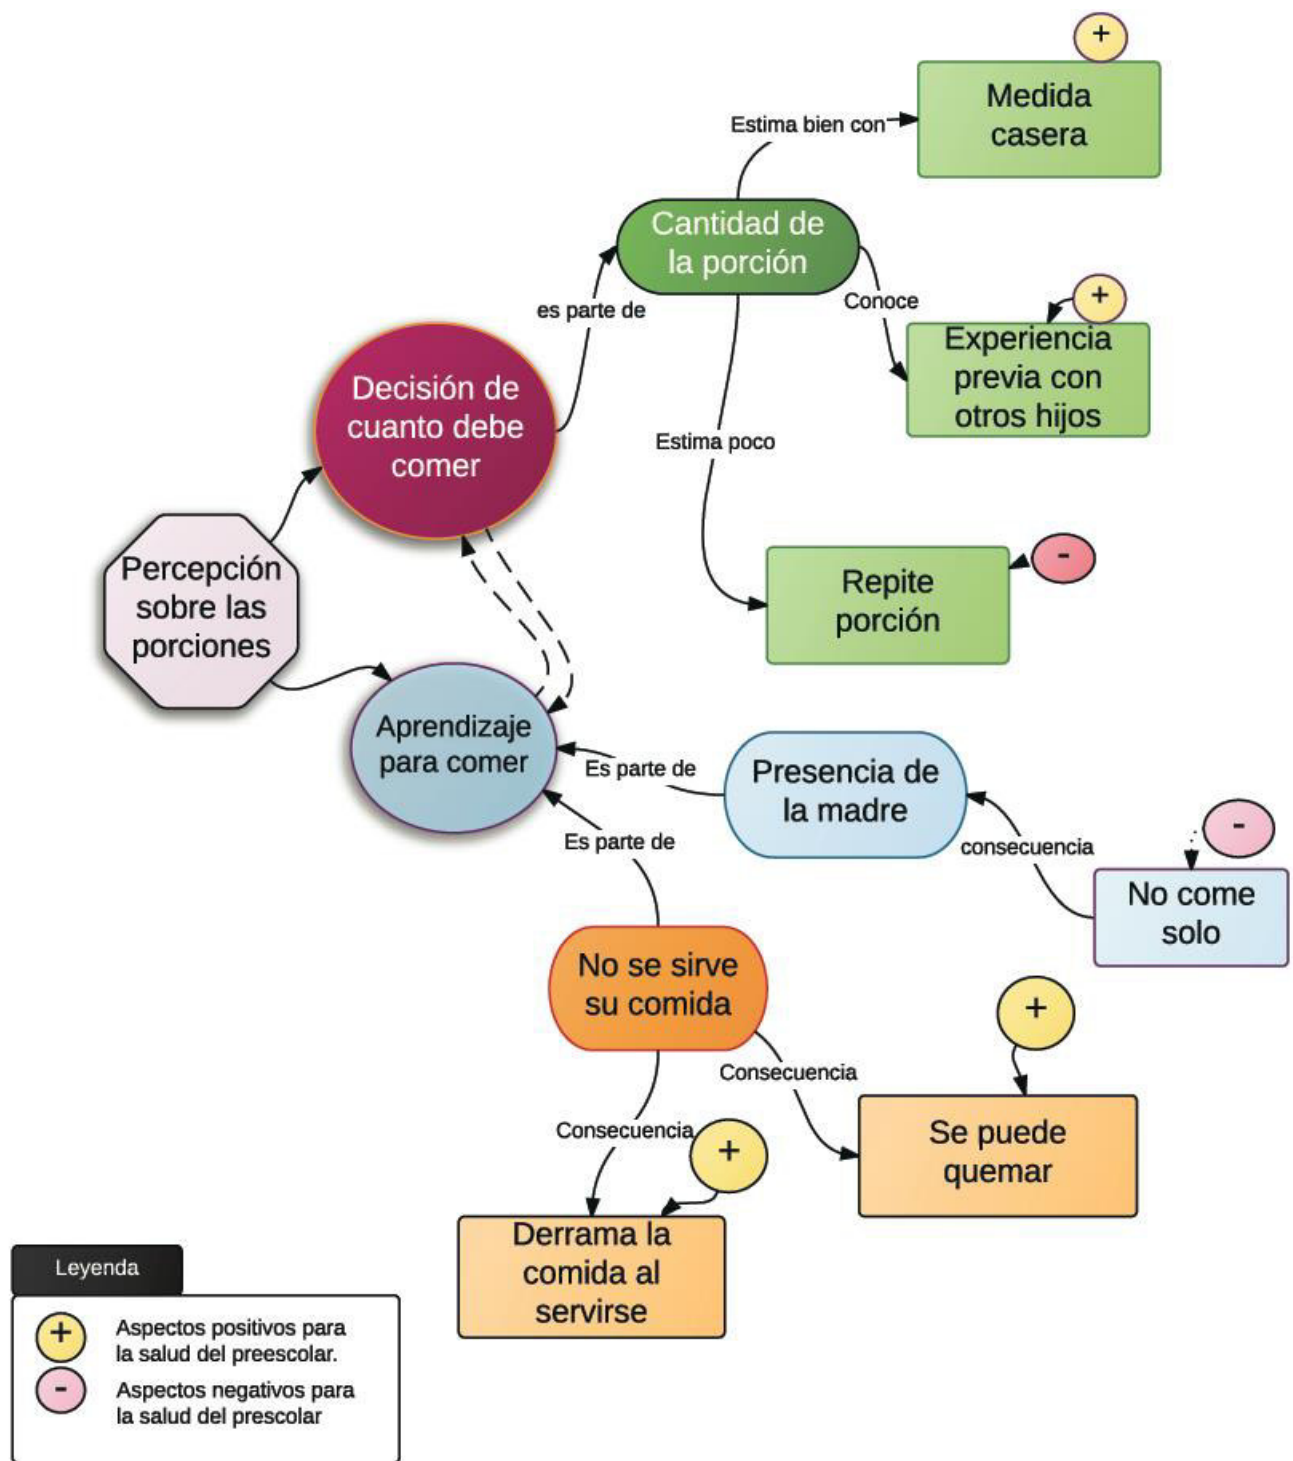 +
Medida
casera
Estima bien con
Cantidad de
la porción
es parte de
Conoce
+
Experiencia
previa con
otros hijos
Decisión de
cuanto debe
comer
Estima poco
-
Repite
porción
Percepción
sobre las
porciones
Aprendizaje
para comer
Es parte de
Presencia de
la madre
consecuencia
-
No come
solo
Es parte de
No se sirve
su comida
+
Consecuencia
Se puede
quemar
Consecuencia
+
Derrama la
comida al
servirse
Leyenda
+
Aspectos positivos para
la salud del preescolar.
-
Aspectos negativos para
la salud del prescolar